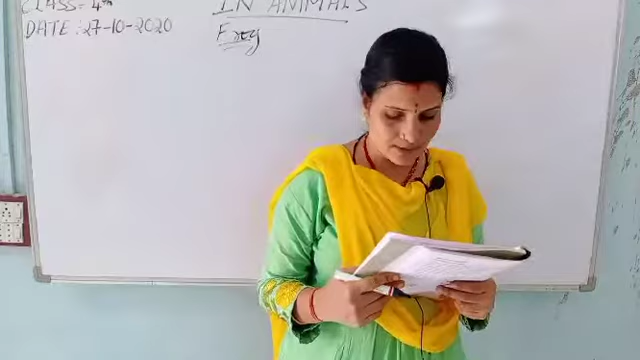 CLASS:- 4th
DATE :-27-10-2020
IN ANIMALS
Frog